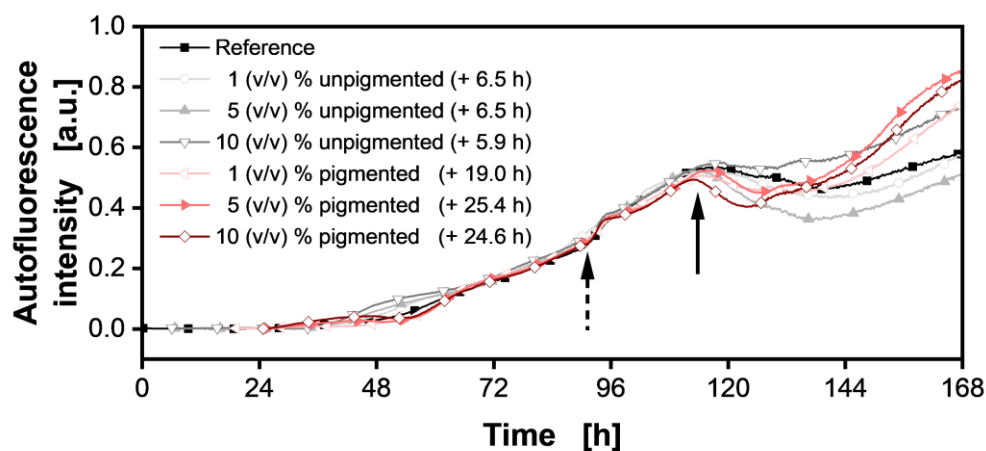 Autofluorescence
intensity [a.u.]
1.0
0.8
0.6
0.4
0.2
0.0
Reference
1 (v/v) % unpigmented (+ 6.5 h)
5 (v/v) % unpigmented (+ 6.5 h)
10 (v/v) % unpigmented (+ 5.9 h)
1 (v/v) % pigmented (+ 19.0 h)
5 (v/v) % pigmented (+ 25.4 h)
10 (v/v) % pigmented (+ 24.6 h)
0 24 48 72 96 120 144 168
Time [h]